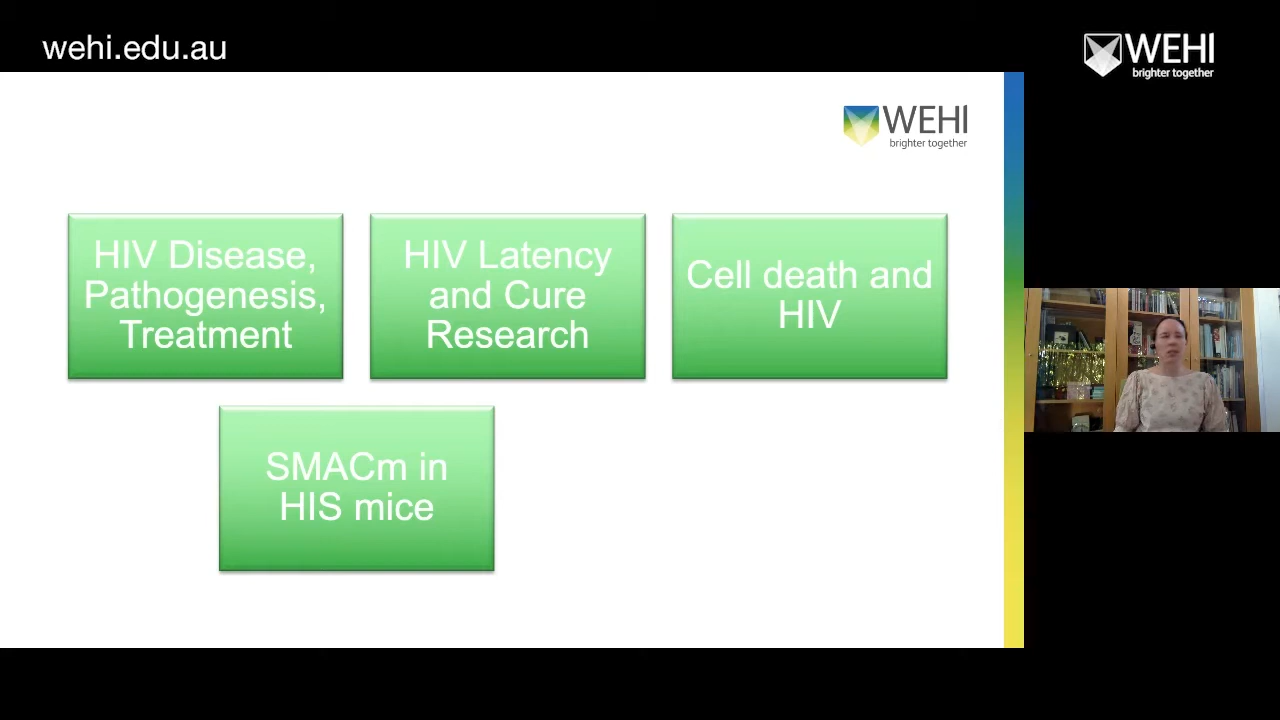 wehi.edu.au
WEHI
brighter together
WEHI
brighter together
HIV Disease,
Pathogenesis,
Treatment
HIV Latency
and Cure
Research
Cell death and
HIV
SMACm in
HIS mice